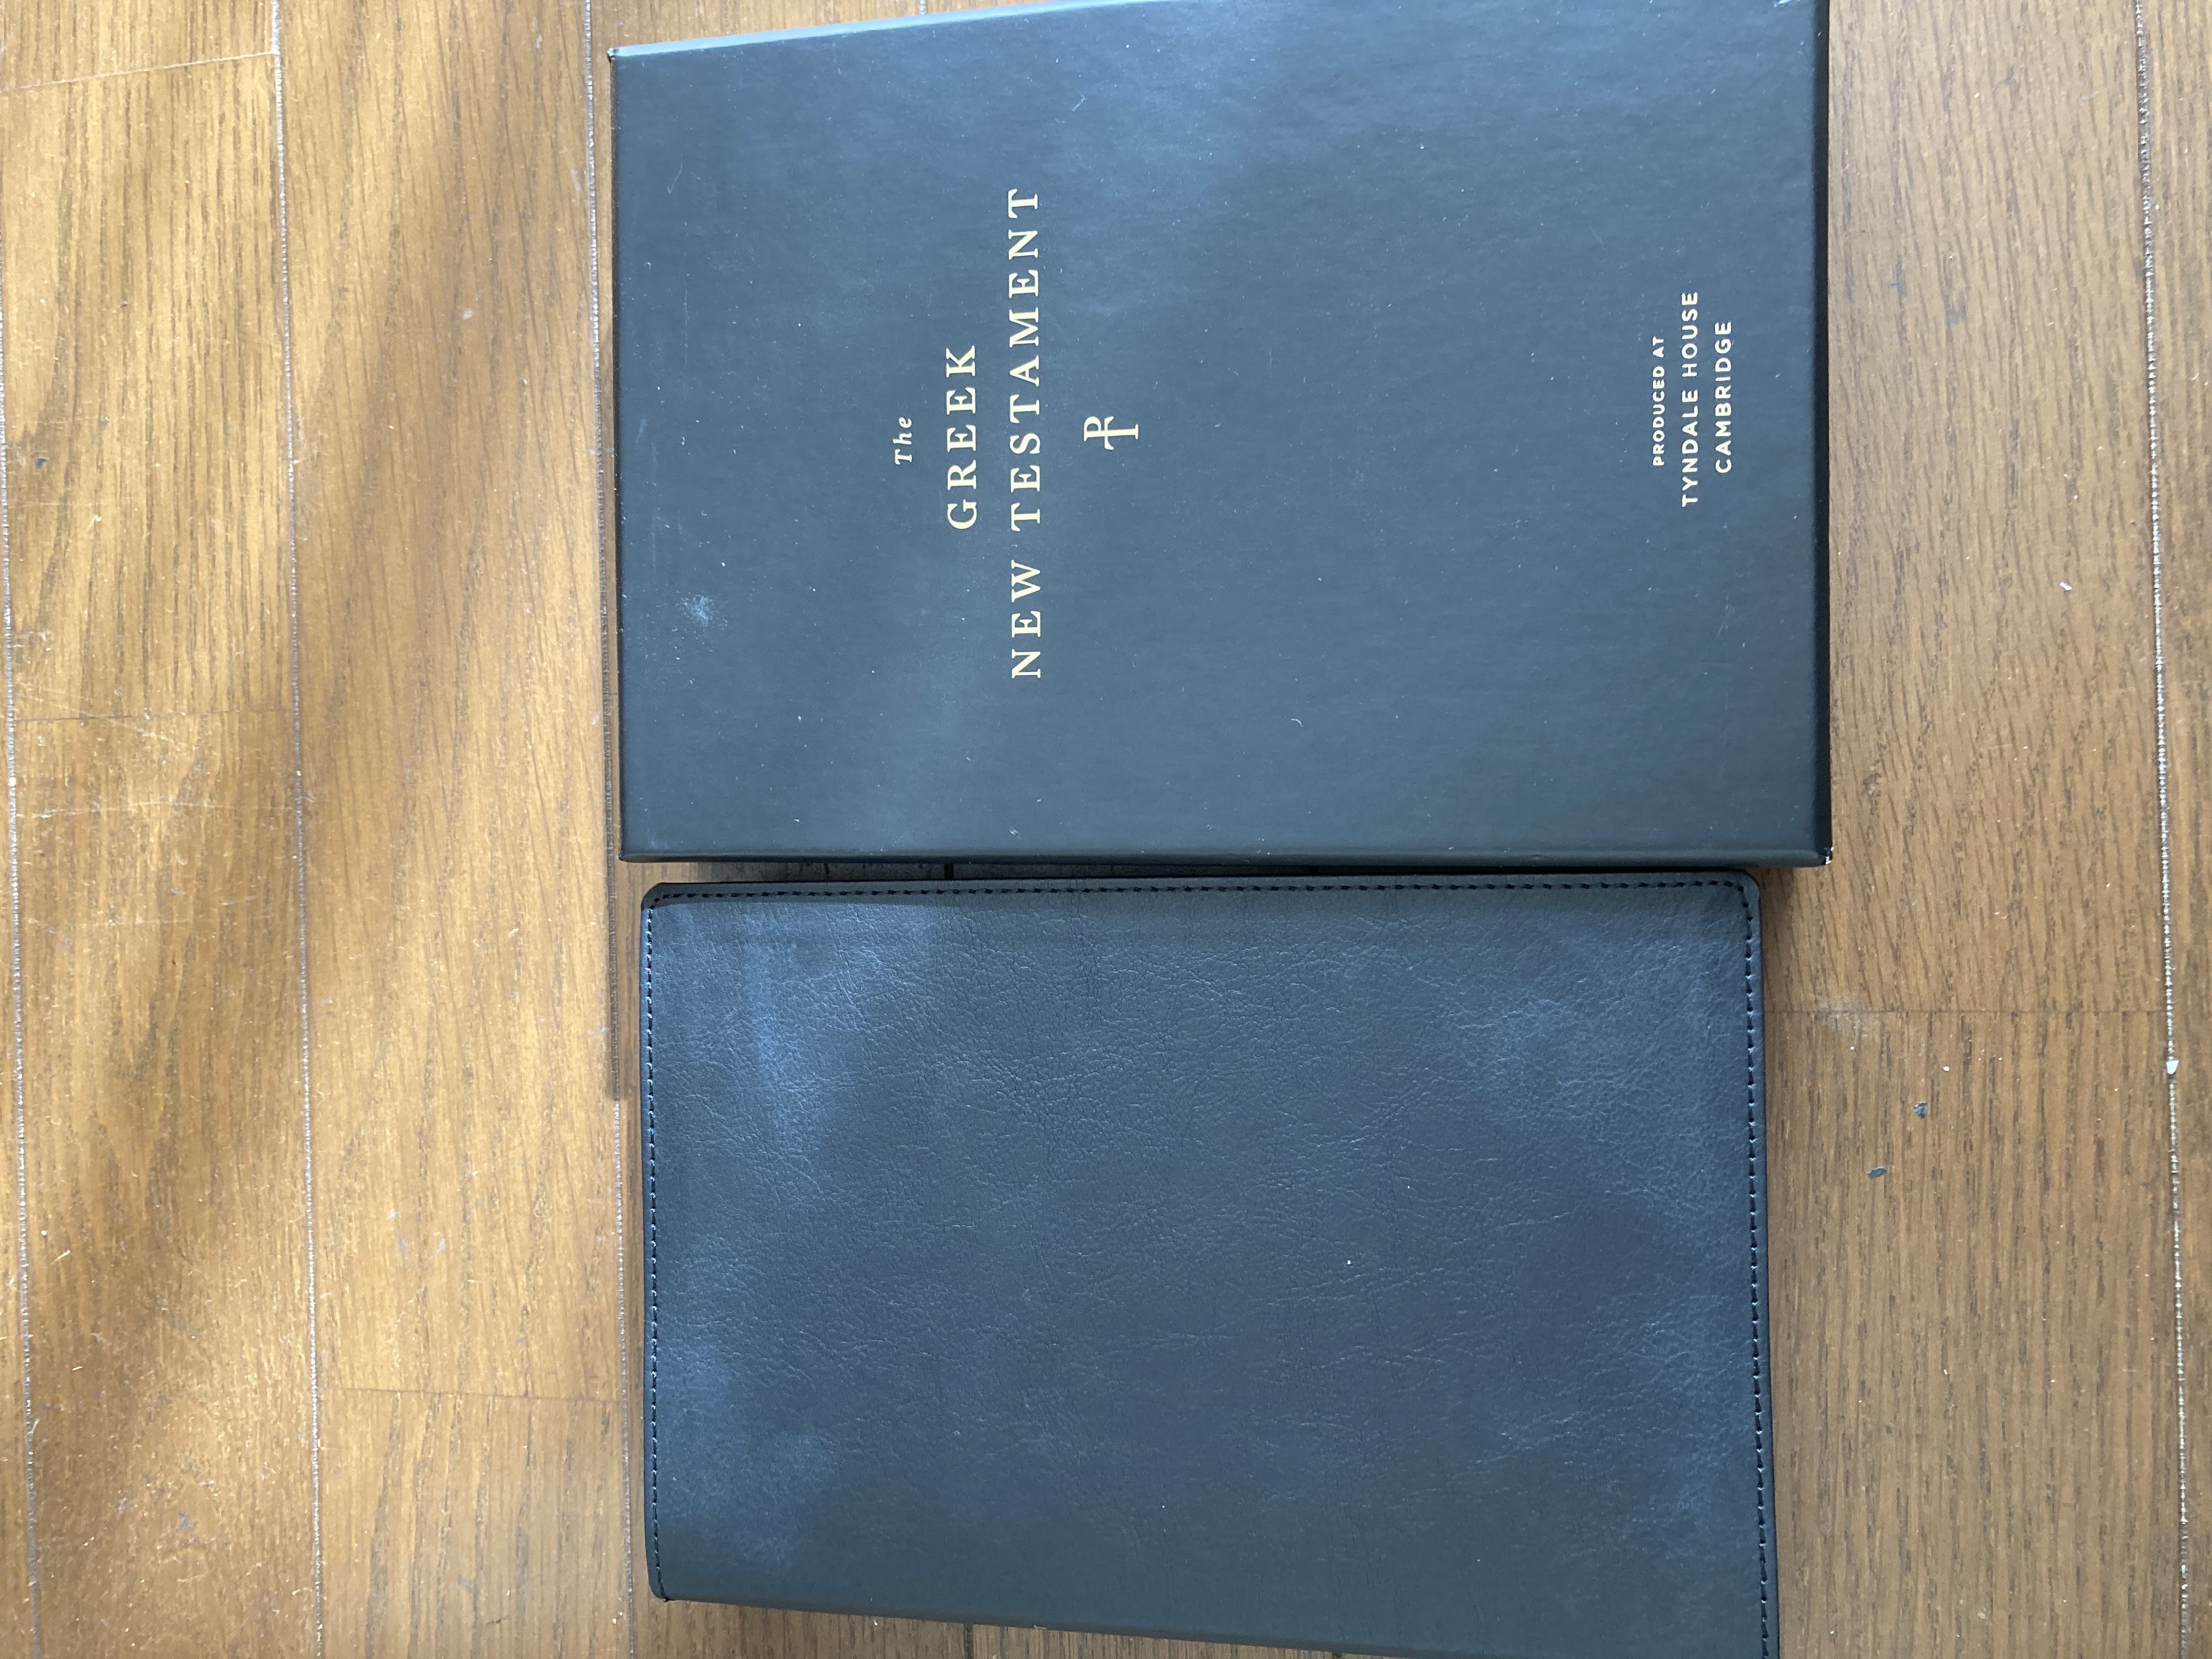 The
GREEK
NEW TESTAMENT
PRODUCED AT
TYNDALE HOUSE
CAMBRIDGE